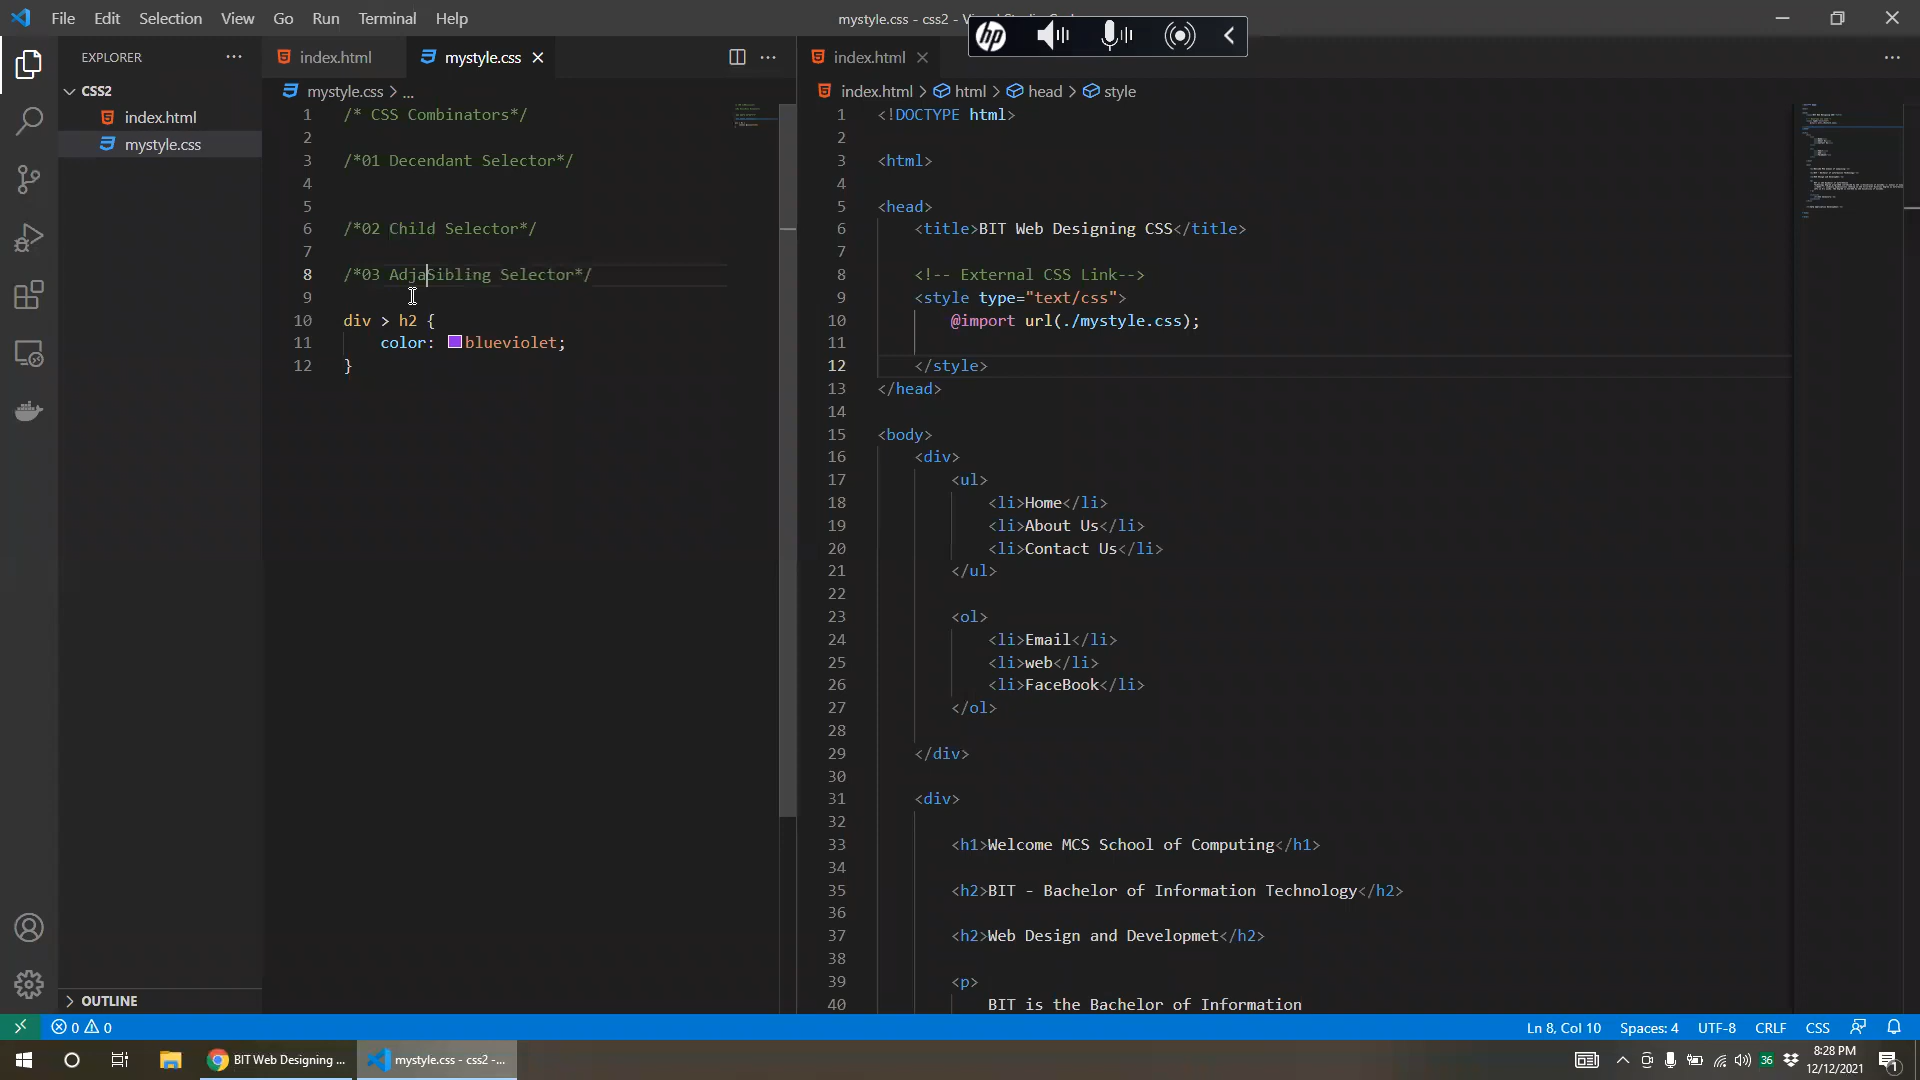 File Edit Selection View Go Run Terminal Help
mystyle.css - css2 -
hp
EXPLORER
CSS2
index.html
mystyle.css
OUTLINE
index.html
mystyle.css
mystyle.css > ...
1 /* CSS Combinators*/
2
3 /*01 Decendant Selector*/
4
5
6 /*02 Child Selector*/
7
8 /*03 AdjaSibling Selector*/
9
10 div > h2 {
11 color: blueviolet;
12 }
index.html
index.html > html > head > style
1 <!DOCTYPE html>
2
3 <html>
4
5 <head>
6 <title>BIT Web Designing CSS</title>
7
8 <!-- External CSS Link-->
9 <style type="text/css">
10 @import url(./mystyle.css);
11
12 </style>
13 </head>
14
15 <body>
16 <div>
17 <ul>
18 <li>Home</li>
19 <li>About Us</li>
20 <li>Contact Us</li>
21 </ul>
22
23 <ol>
24 <li>Email</li>
25 <li>web</li>
26 <li>FaceBook</li>
27 </ol>
28
29 </div>
30
31 <div>
32
33 <h1>Welcome MCS School of Computing</h1>
34
35 <h2>BIT - Bachelor of Information Technology</h2>
36
37 <h2>Web Design and Developmet</h2>
38
39 <p>
40 BIT is the Bachelor of Information
0 0
Ln 8, Col 10 Spaces: 4 UTF-8 CRLF CSS
BIT Web Designing ...
mystyle.css - css2 -...
36
8:28 PM
12/12/2021
1